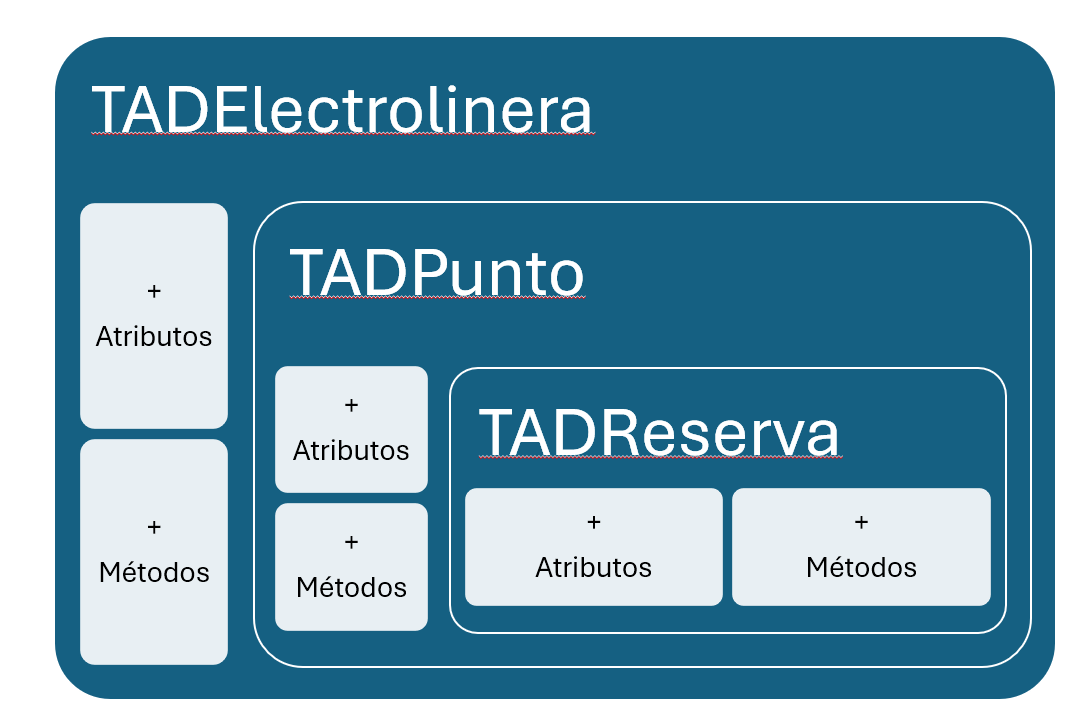 TADElectrolinera
+
Atributos
+
Métodos
TADPunto
+
Atributos
+
Métodos
TADReserva
+
Atributos
+
Métodos